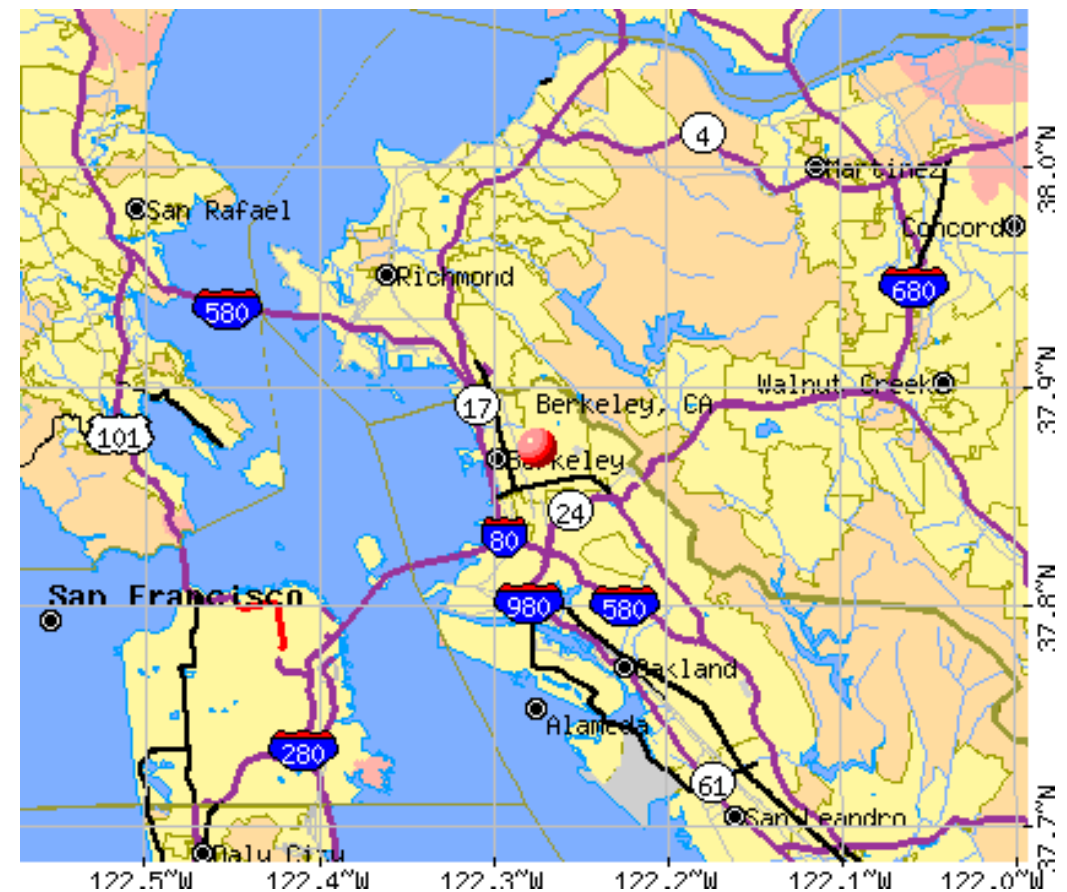 4
Martinez
38.0°N
San Rafael
Concord
Richmond
680
580
Walnut Creek
37.9°N
17
Berkeley, CA
101
Berkeley
24
80
San Francisco
980
580
37.8°N
Oakland
Alameda
280
61
San Leandro
37.7°N
Daly City
122.5°W
122.4°W
122.3°W
122.2°W
122.1°W
122.0°W